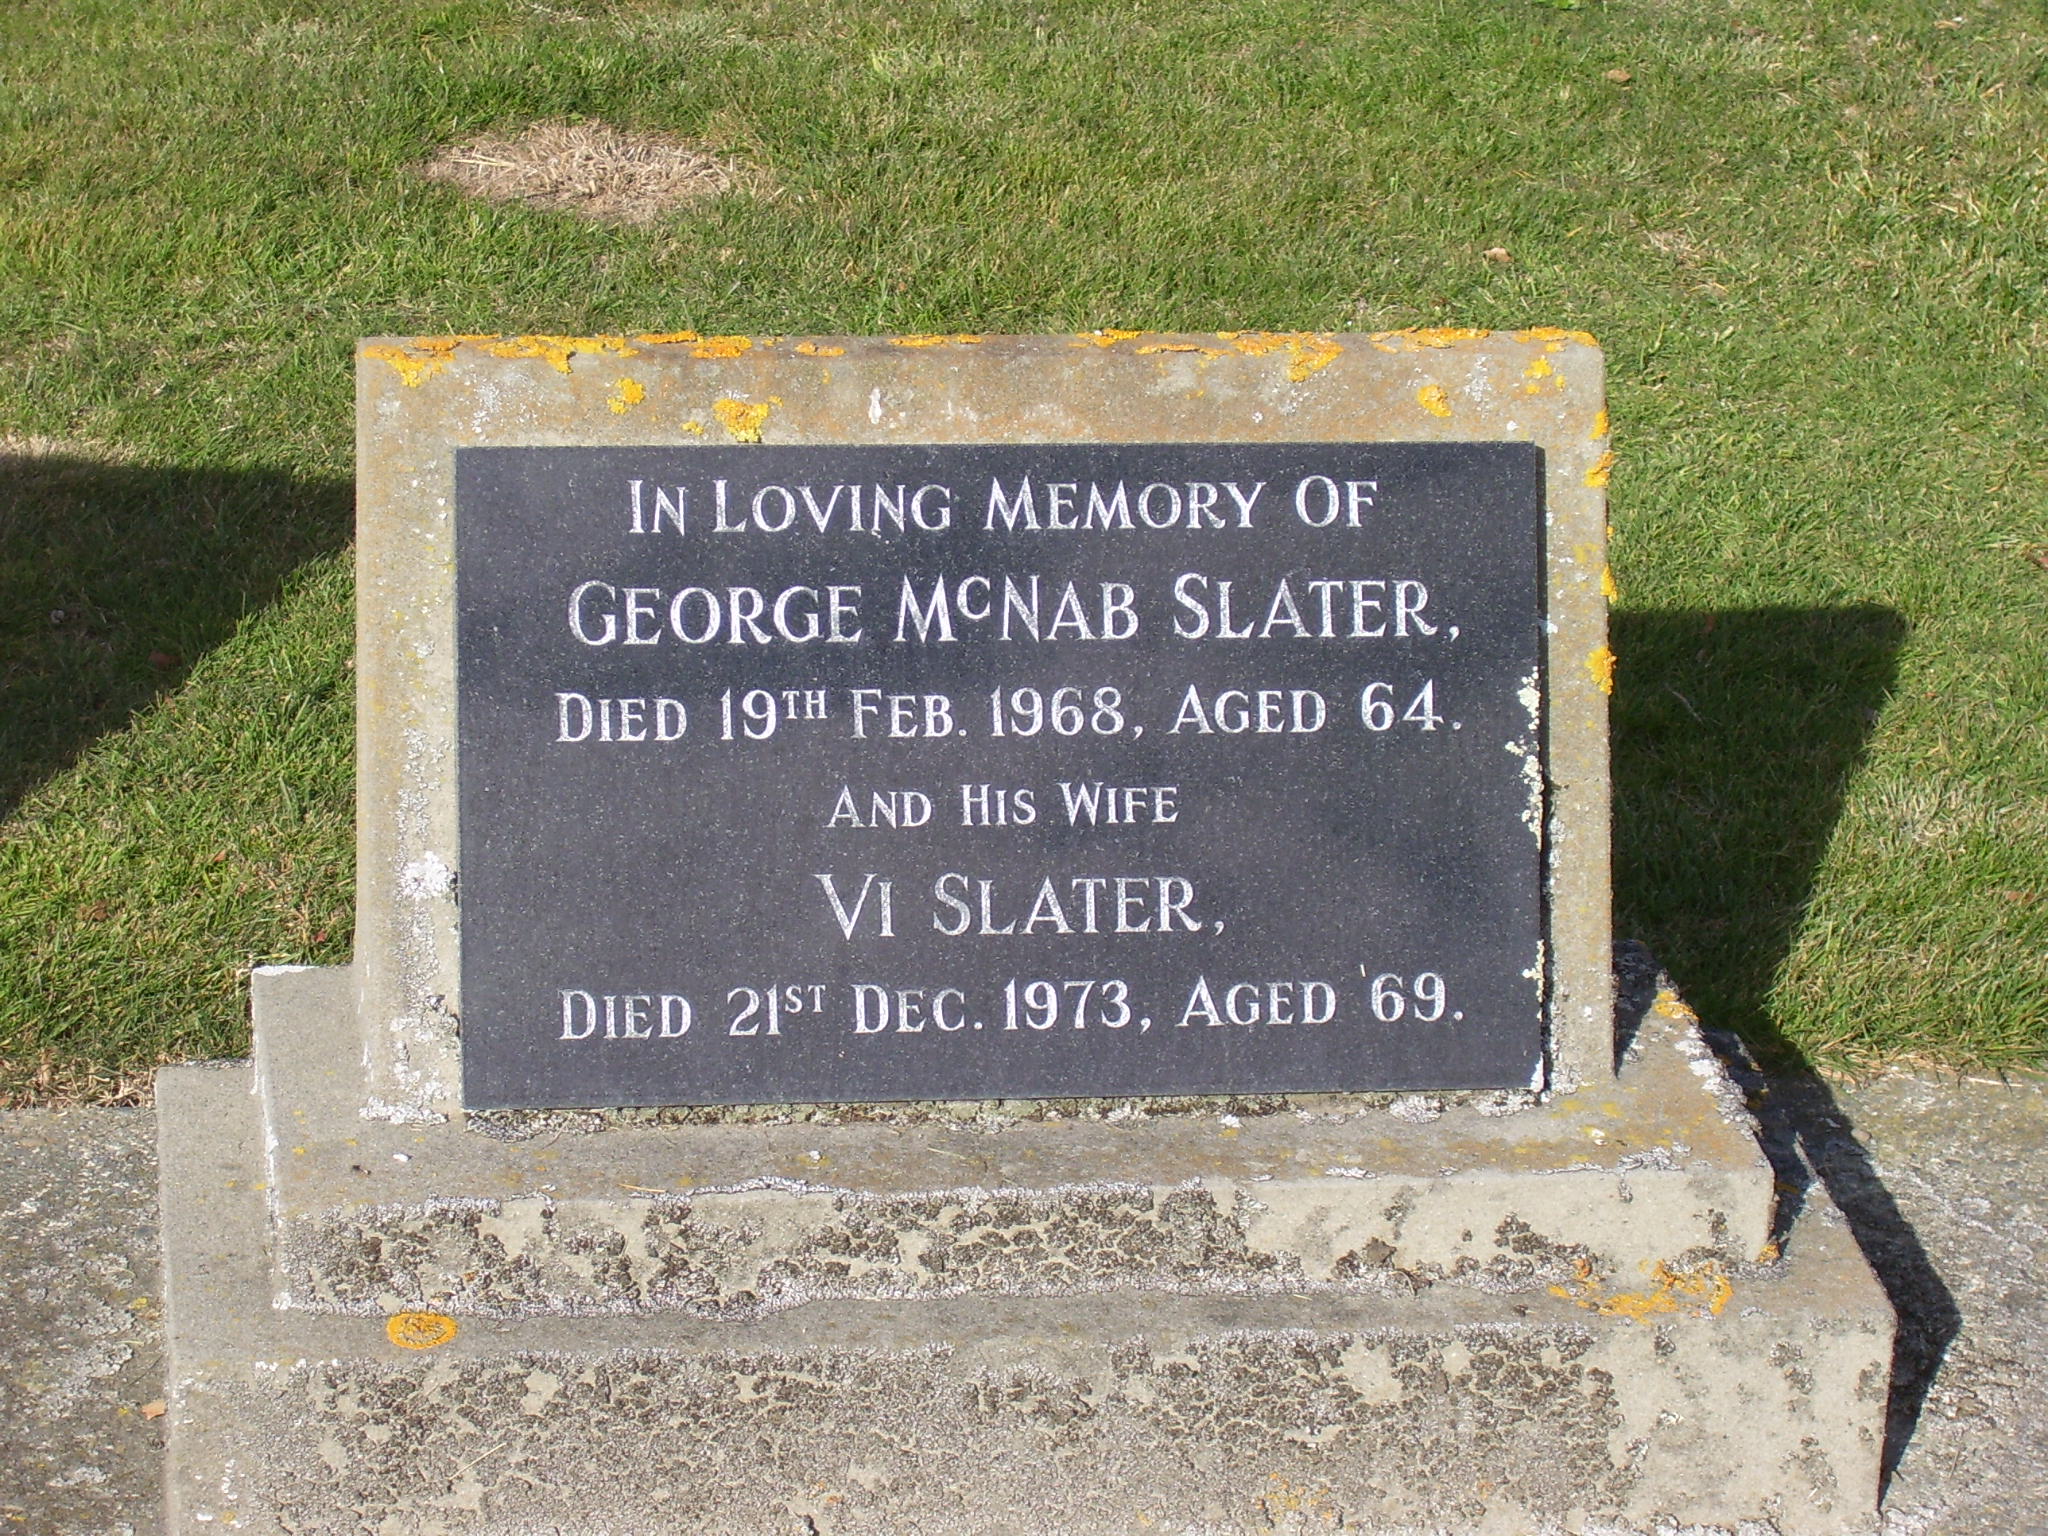 In Loving Memory Of
George McNab Slater,
Died 19th Feb. 1968, Aged 64.
And His Wife
Vi Slater,
Died 21st Dec. 1973, Aged 69.